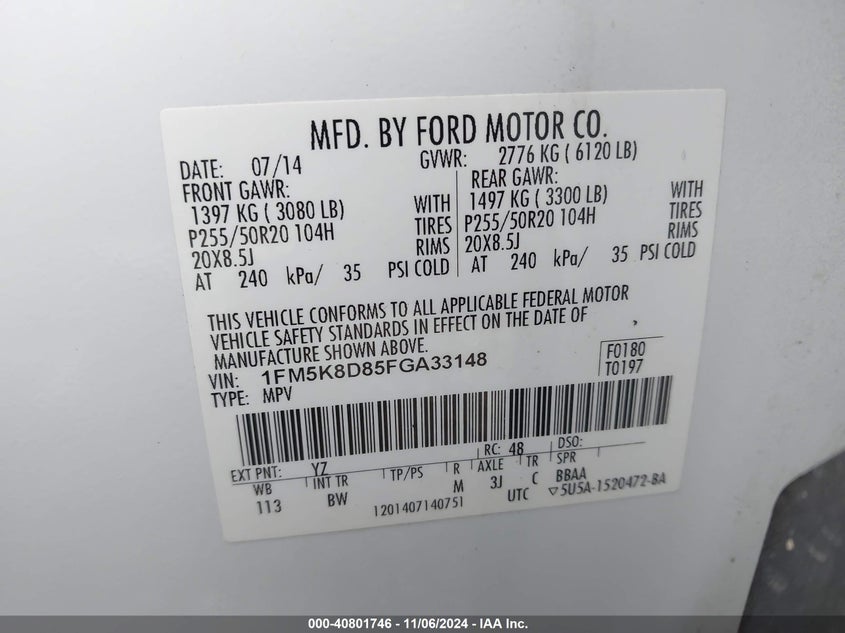 MFD. BY FORD MOTOR CO.
DATE: 07/14 GVWR: 2776 KG ( 6120 LB)
FRONT GAWR: REAR GAWR:
1397 KG ( 3080 LB) WITH 1497 KG ( 3300 LB) WITH
P255/50R20 104H TIRES P255/50R20 104H TIRES
20X8.5J RIMS 20X8.5J RIMS
AT 240 kPa/ 35 PSI COLD AT 240 kPa/ 35 PSI COLD
THIS VEHICLE CONFORMS TO ALL APPLICABLE FEDERAL MOTOR
VEHICLE SAFETY STANDARDS IN EFFECT ON THE DATE OF
MANUFACTURE SHOWN ABOVE.
VIN: 1FM5K8D85FGA33148 F0180
TYPE: MPV T0197
EXT PNT: YZ RC: 48 DSO:
WB INT TR TP/PS R AXLE TR SPR
113 BW M 3J C BBAA
1201407140751 UTC ▽5U5A-1520472-BA
000-40801746 - 11/06/2024 - IAA Inc.